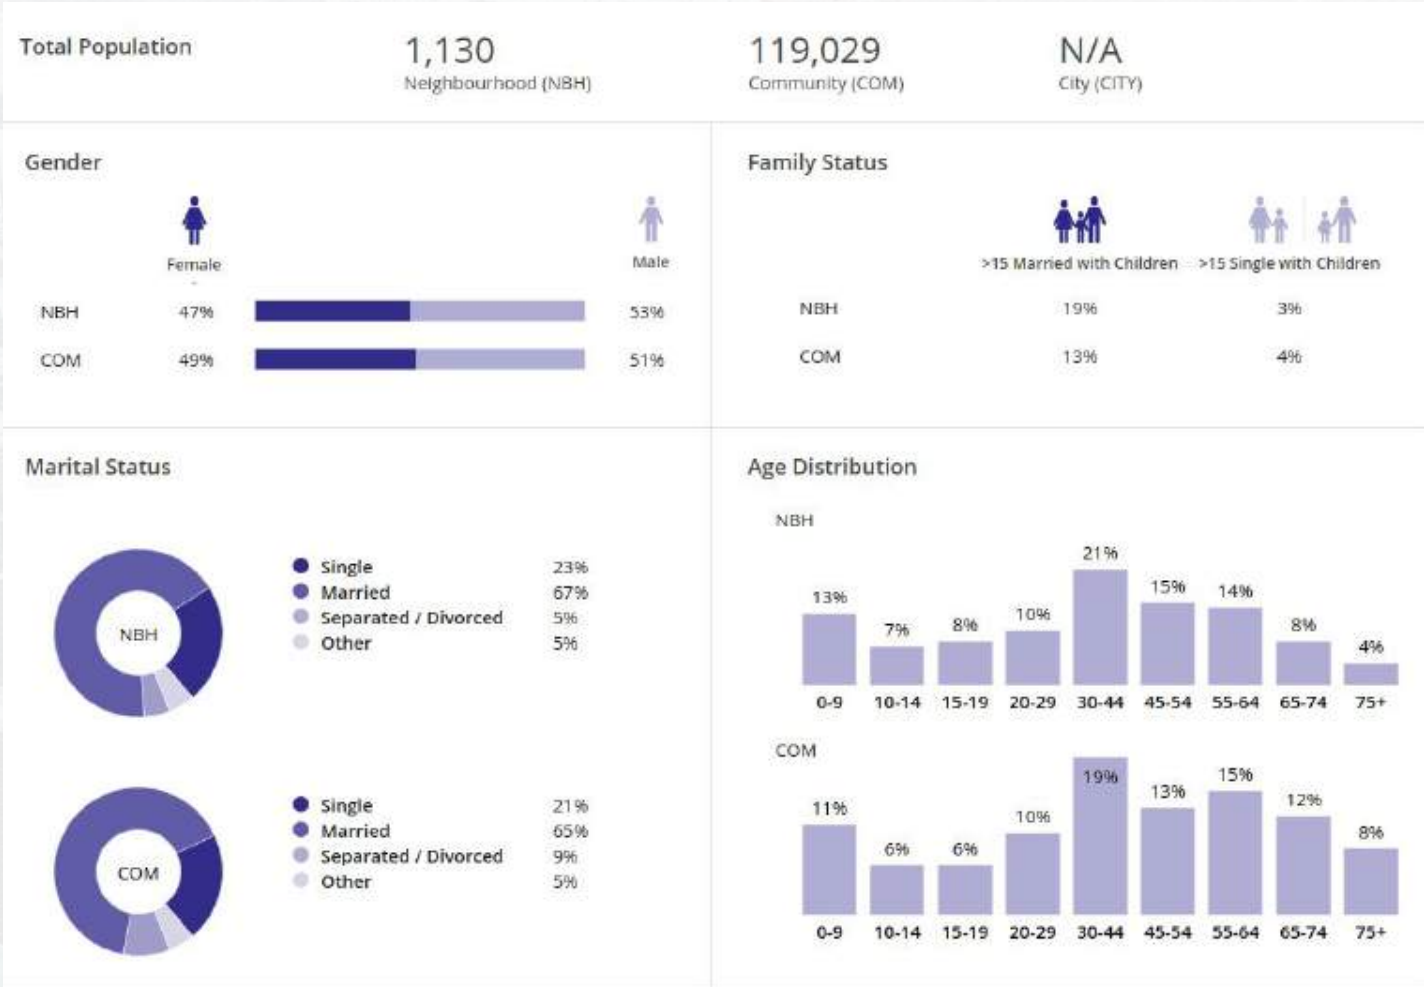 Total Population
1,130
Neighbourhood (NBH)
119,029
Community (COM)
N/A
City (CITY)
Gender
Female
Male
NBH 47% 53%
COM 49% 51%
Family Status
>15 Married with Children >15 Single with Children
NBH 19% 3%
COM 13% 4%
Marital Status
NBH
Single 23%
Married 67%
Separated / Divorced 5%
Other 5%
COM
Single 21%
Married 65%
Separated / Divorced 9%
Other 5%
Age Distribution
NBH
13% 7% 8% 10% 21% 15% 14% 8% 4%
0-9 10-14 15-19 20-29 30-44 45-54 55-64 65-74 75+
COM
11% 6% 6% 10% 19% 13% 15% 12% 8%
0-9 10-14 15-19 20-29 30-44 45-54 55-64 65-74 75+